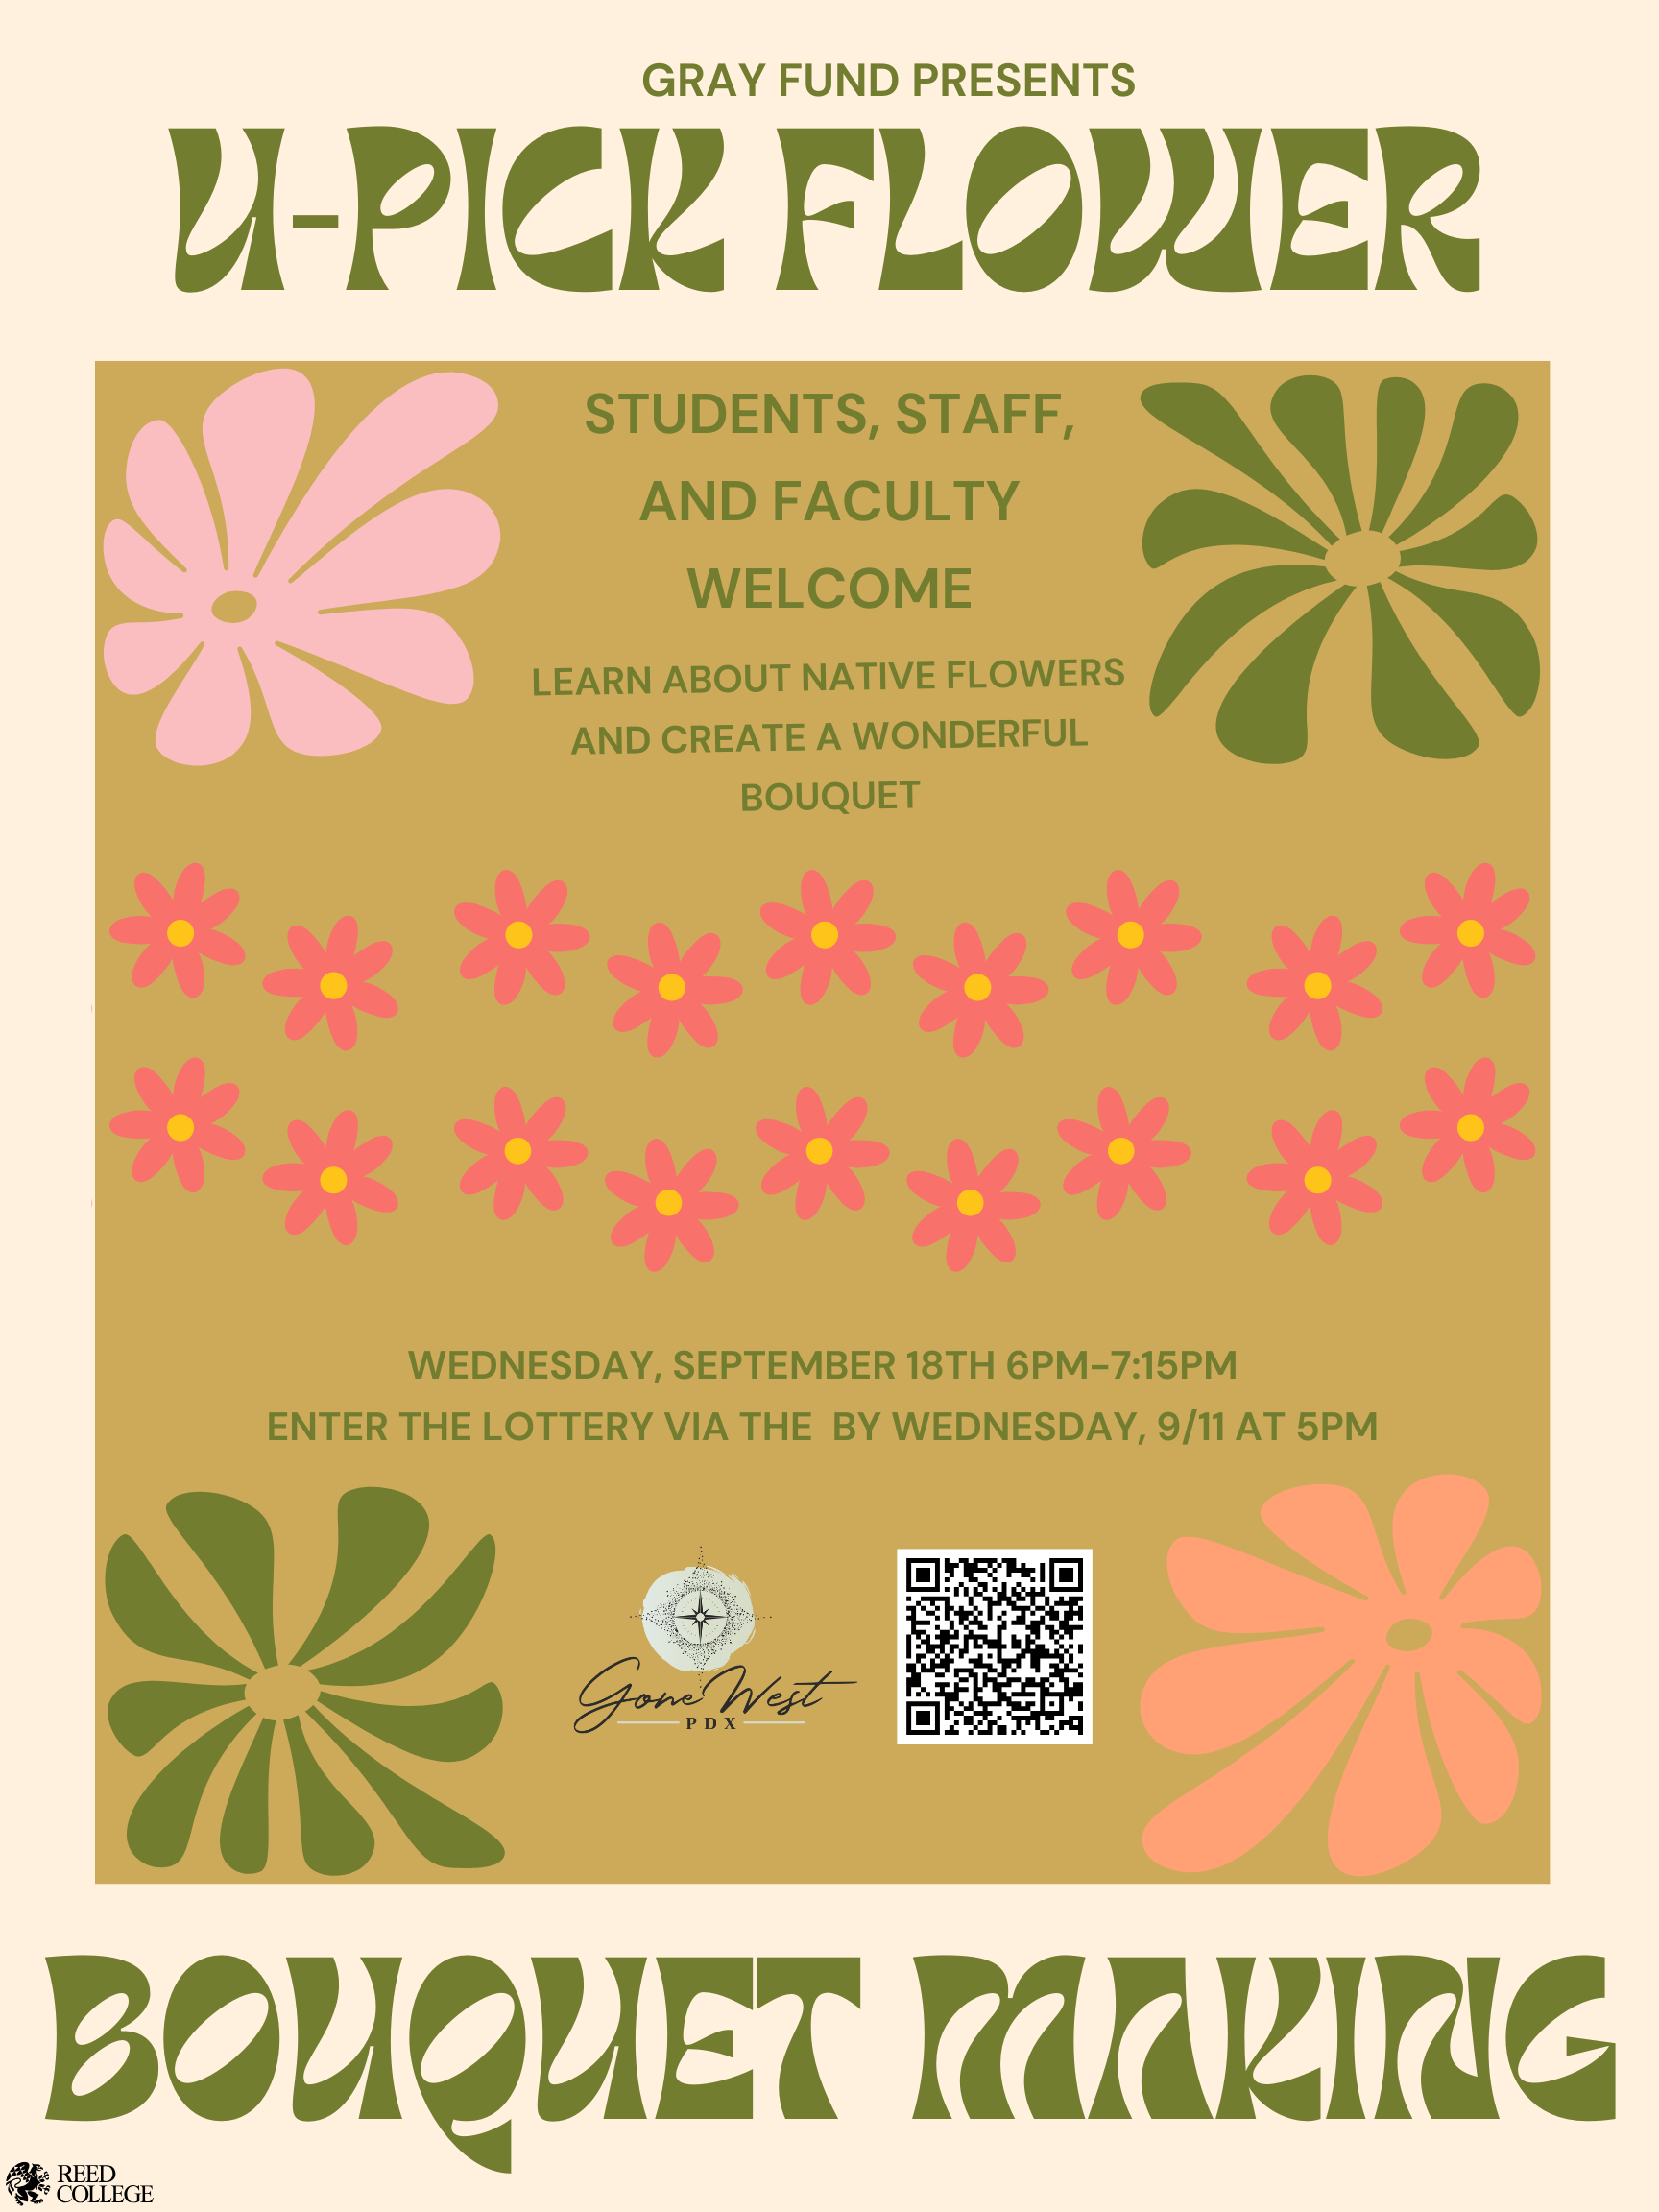 GRAY FUND PRESENTS
U-PICK FLOWER
STUDENTS, STAFF,
AND FACULTY
WELCOME
LEARN ABOUT NATIVE FLOWERS
AND CREATE A WONDERFUL
BOUQUET
WEDNESDAY, SEPTEMBER 18TH 6PM-7:15PM
ENTER THE LOTTERY VIA THE BY WEDNESDAY, 9/11 AT 5PM
Gone West
PDX
BOUQUET MAKING
REED
COLLEGE